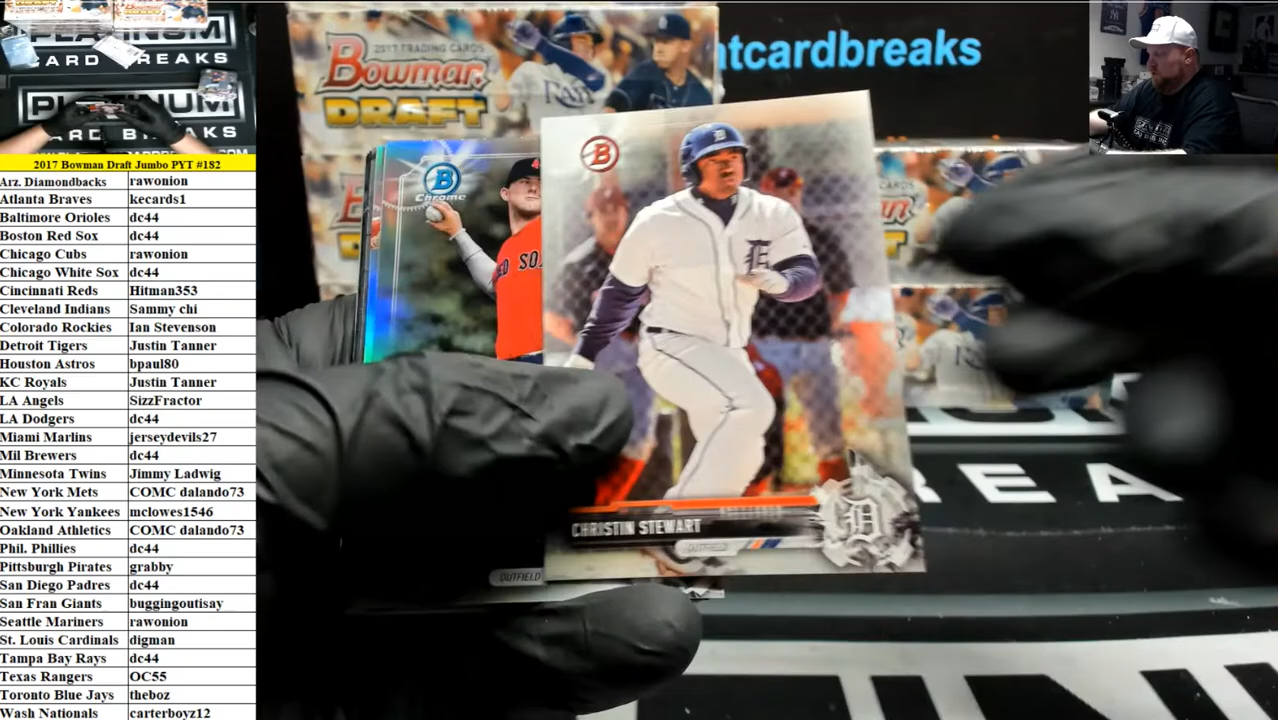 PLATINUM
CARD BREAKS
PLATINUM
CARD BREAKS
2017 TRADING CARDS
Bowman
DRAFT
ntcardbreaks
2017 Bowman Draft Jumbo PYT #182
Arz. Diamondbacks rawonion
Atlanta Braves kecards1
Baltimore Orioles dc44
Boston Red Sox dc44
Chicago Cubs rawonion
Chicago White Sox dc44
Cincinnati Reds Hitman353
Cleveland Indians Sammy chi
Colorado Rockies Ian Stevenson
Detroit Tigers Justin Tanner
Houston Astros bpaul80
KC Royals Justin Tanner
LA Angels SizzFractor
LA Dodgers dc44
Miami Marlins jerseydevils27
Mil Brewers dc44
Minnesota Twins Jimmy Ladwig
New York Mets COMC dalando73
New York Yankees mclowes1546
Oakland Athletics COMC dalando73
Phil. Phillies dc44
Pittsburgh Pirates grabby
San Diego Padres dc44
San Fran Giants buggingoutisay
Seattle Mariners rawonion
St. Louis Cardinals digman
Tampa Bay Rays dc44
Texas Rangers OC55
Toronto Blue Jays theboz
Wash Nationals carterboyz12
B
Chrome
B
D
CHRISTIN STEWART
OUTFIELD
OUTFIELD
REA